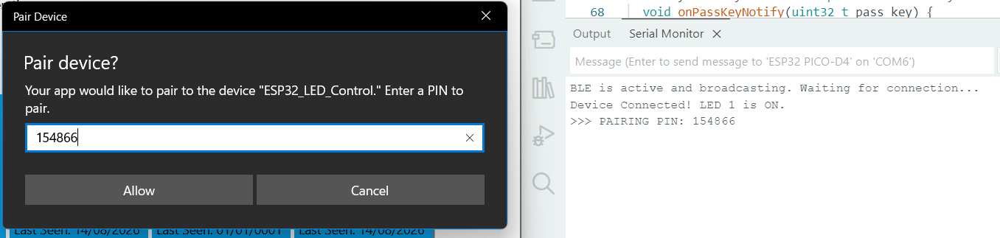 Pair Device
Pair device?
Your app would like to pair to the device "ESP32_LED_Control." Enter a PIN to
pair.
154866
Allow
Cancel
Last Seen: 14/08/2026
Last Seen: 01/01/0001
Last Seen: 14/08/2026
68 void onPassKeyNotify(uint32_t pass_key) {
Output
Serial Monitor
Message (Enter to send message to 'ESP32 PICO-D4' on 'COM6')
BLE is active and broadcasting. Waiting for connection...
Device Connected! LED 1 is ON.
>>> PAIRING PIN: 154866